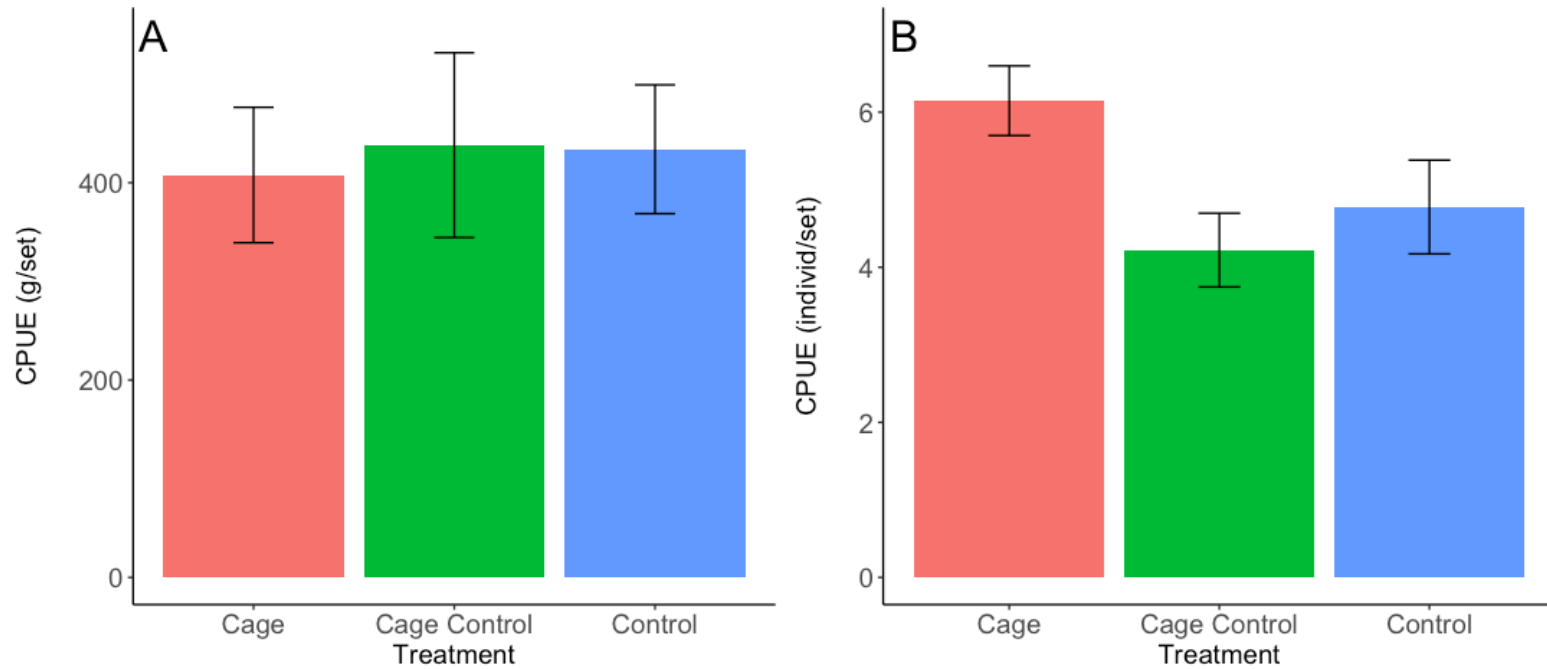 A
CPUE (g/set)
400
200
0
Cage Cage Control Control
Treatment
B
CPUE (individ/set)
6
4
2
0
Cage Cage Control Control
Treatment